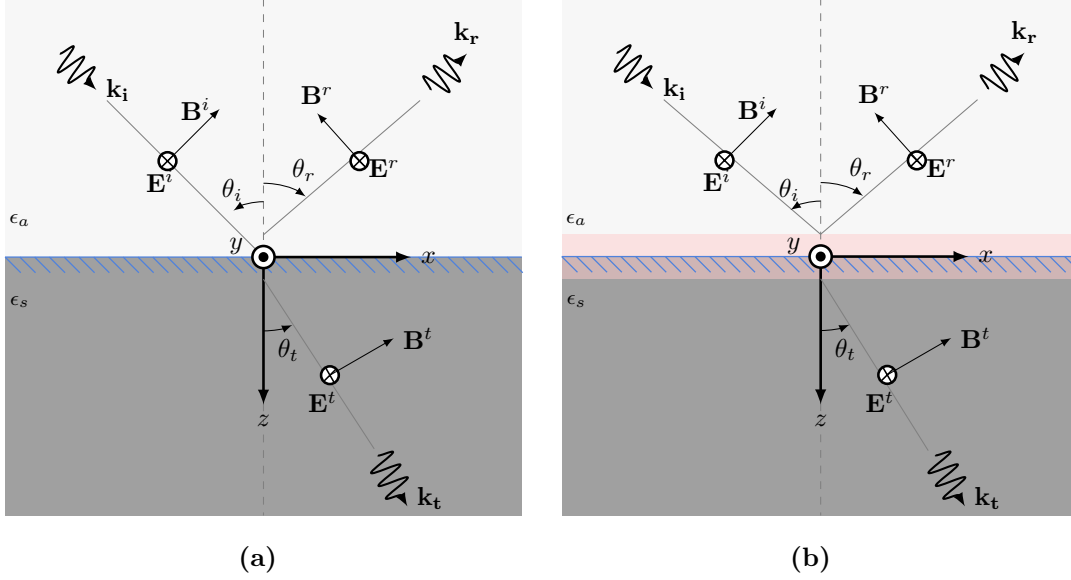 k_r
k_i
B^i
B^r
E^i
E^r
θ_i
θ_r
ϵ_a
y
x
ϵ_s
θ_t
B^t
E^t
z
k_t
(a)
k_r
k_i
B^i
B^r
E^i
E^r
θ_i
θ_r
ϵ_a
y
x
ϵ_s
θ_t
B^t
E^t
z
k_t
(b)